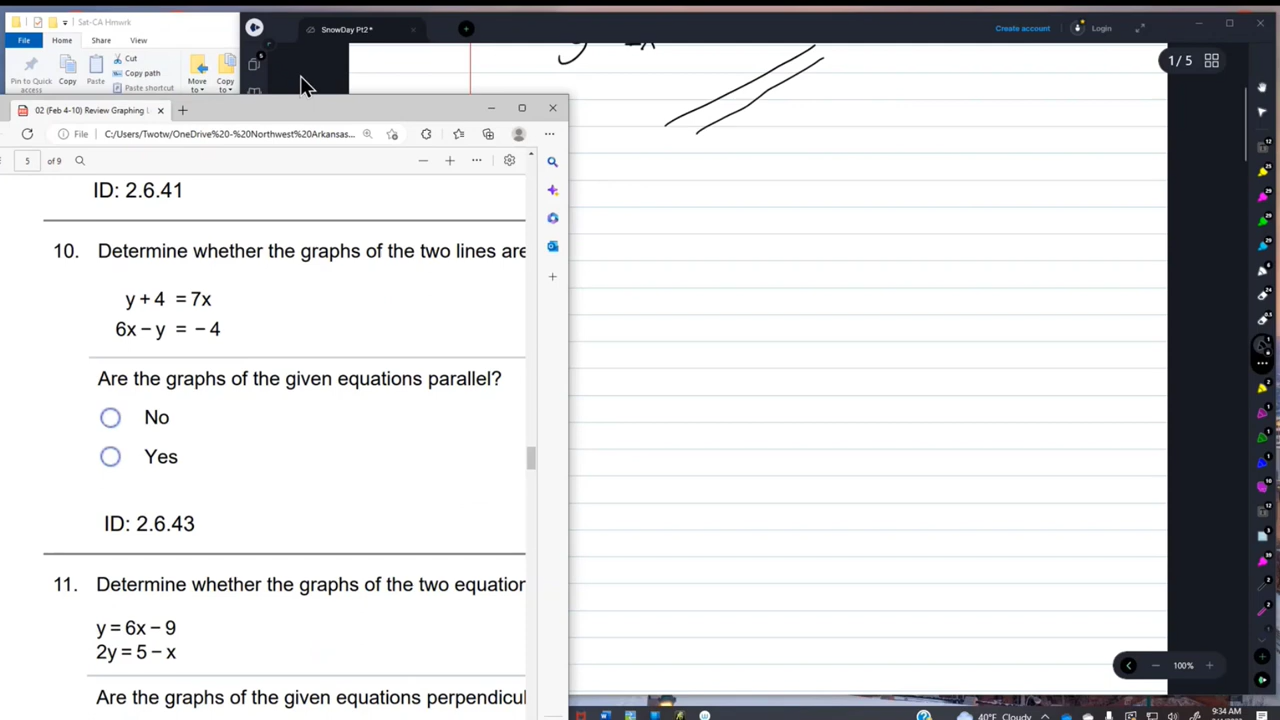 Sat-CA Hmwrk
File Home Share View
Pin to Quick access
Copy
Paste
Cut
Copy path
Paste shortcut
Move to
Copy to
SnowDay Pt2*
Create account
Login
1 / 5
02 (Feb 4-10) Review Graphing
File C:/Users/Twotw/OneDrive%20-%20Northwest%20Arkansas...
5 of 9
ID: 2.6.41
10. Determine whether the graphs of the two lines are
y + 4 = 7x
6x − y = − 4
Are the graphs of the given equations parallel?
No
Yes
ID: 2.6.43
11. Determine whether the graphs of the two equation
y = 6x − 9
2y = 5 − x
Are the graphs of the given equations perpendicul
100%
40°F Cloudy
9:34 AM